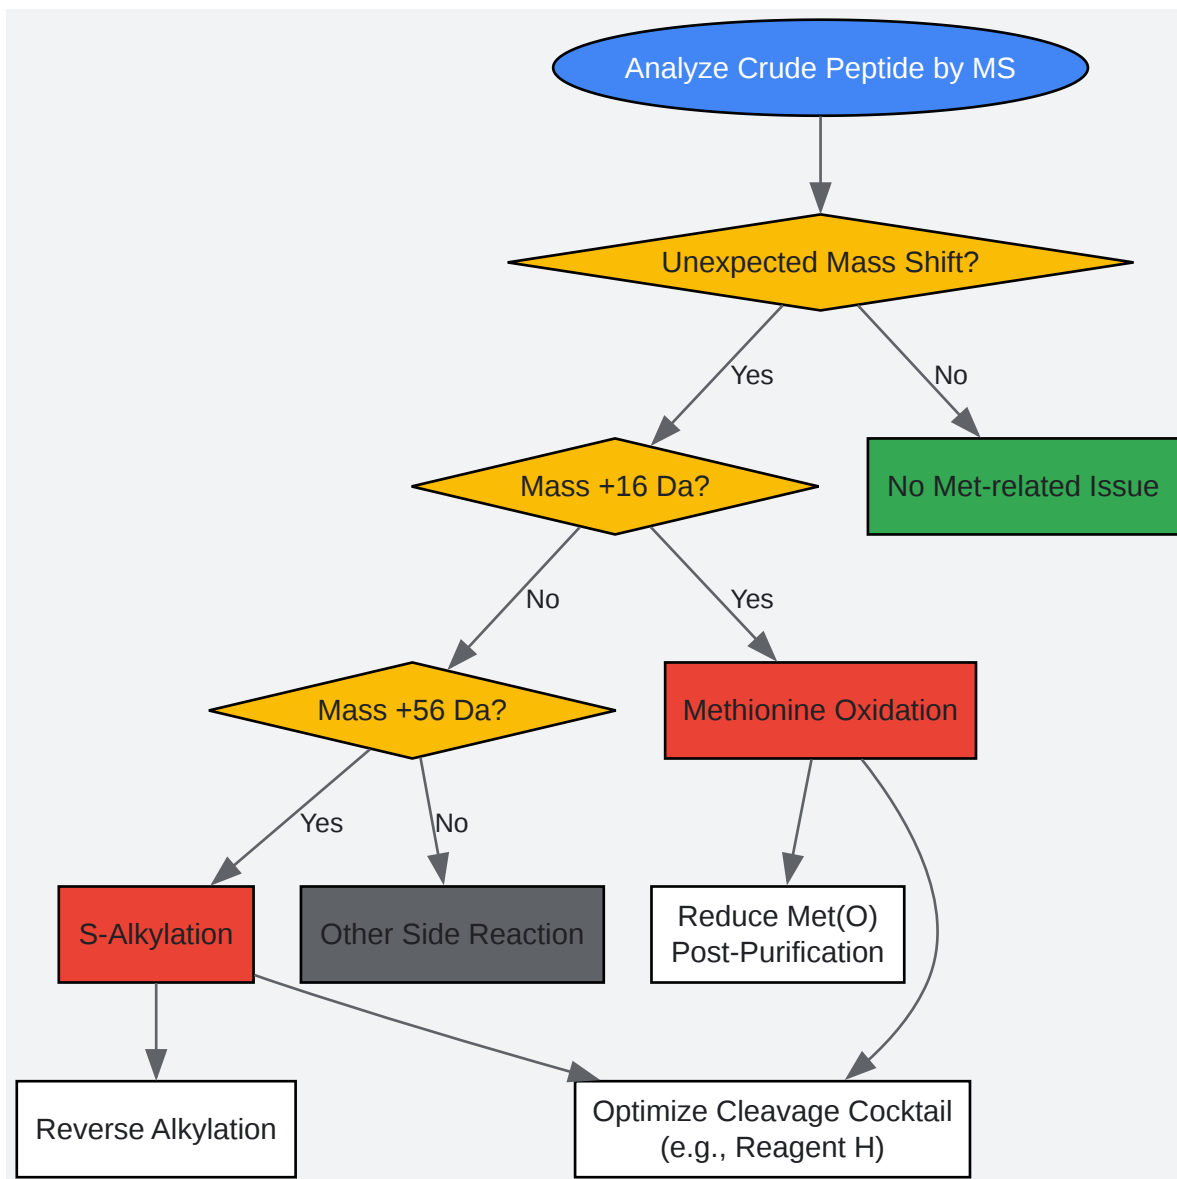 Analyze Crude Peptide by MS
Unexpected Mass Shift?
Yes
No
Mass +16 Da?
No Met-related Issue
No
Yes
Mass +56 Da?
Methionine Oxidation
Yes
No
S-Alkylation
Other Side Reaction
Reduce Met(O)
Post-Purification
Reverse Alkylation
Optimize Cleavage Cocktail
(e.g., Reagent H)